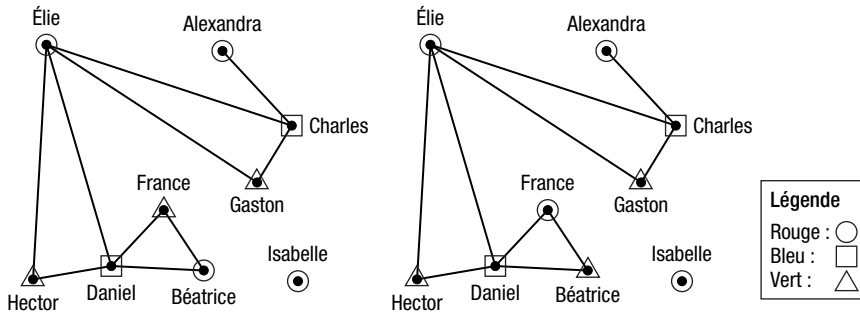 Élie
Alexandra
Charles
France
Gaston
Isabelle
Hector
Daniel
Béatrice
Élie
Alexandra
Charles
France
Gaston
Isabelle
Hector
Daniel
Béatrice
Légende
Rouge :
Bleu :
Vert :